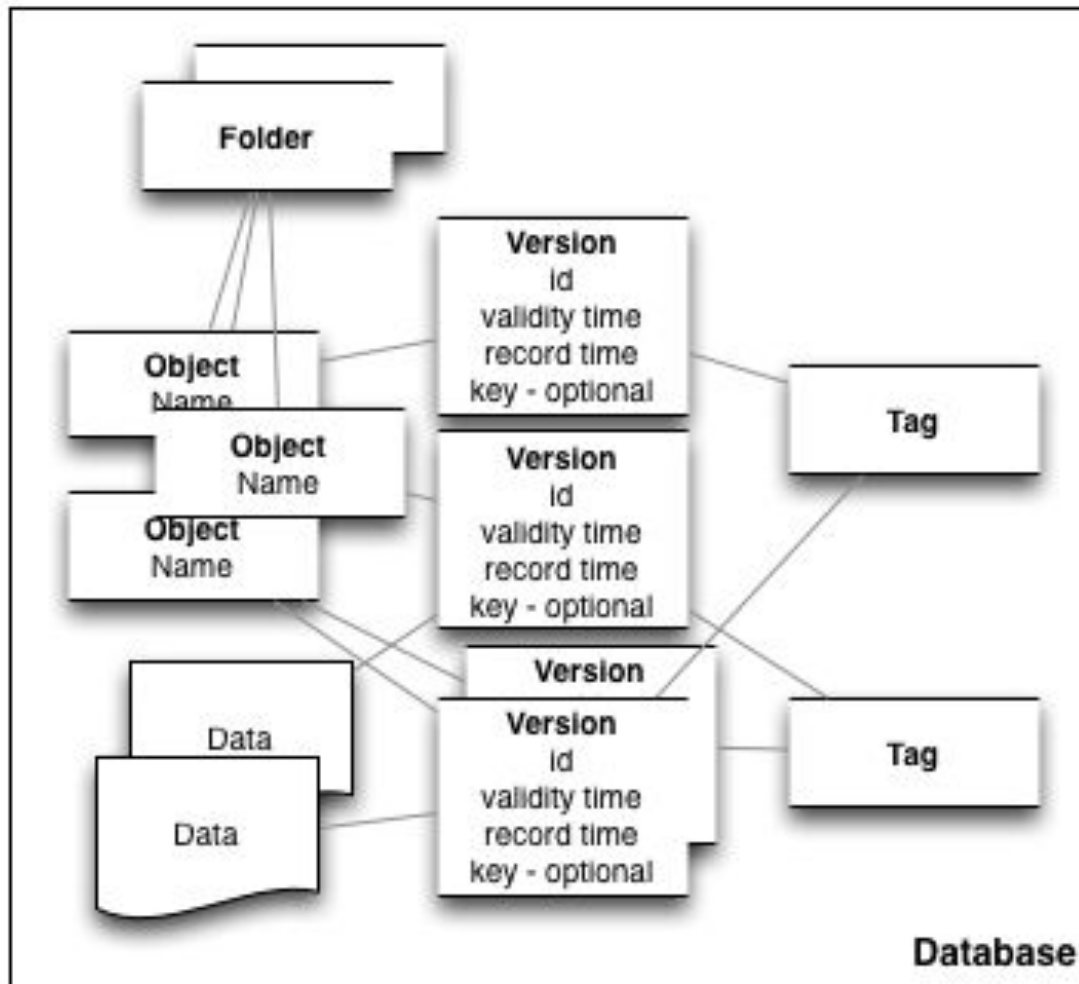 Folder
Object
Name
Object
Name
Object
Name
Version
id
validity time
record time
key - optional
Version
id
validity time
record time
key - optional
Version
Version
id
validity time
record time
key - optional
Tag
Tag
Data
Data
Database